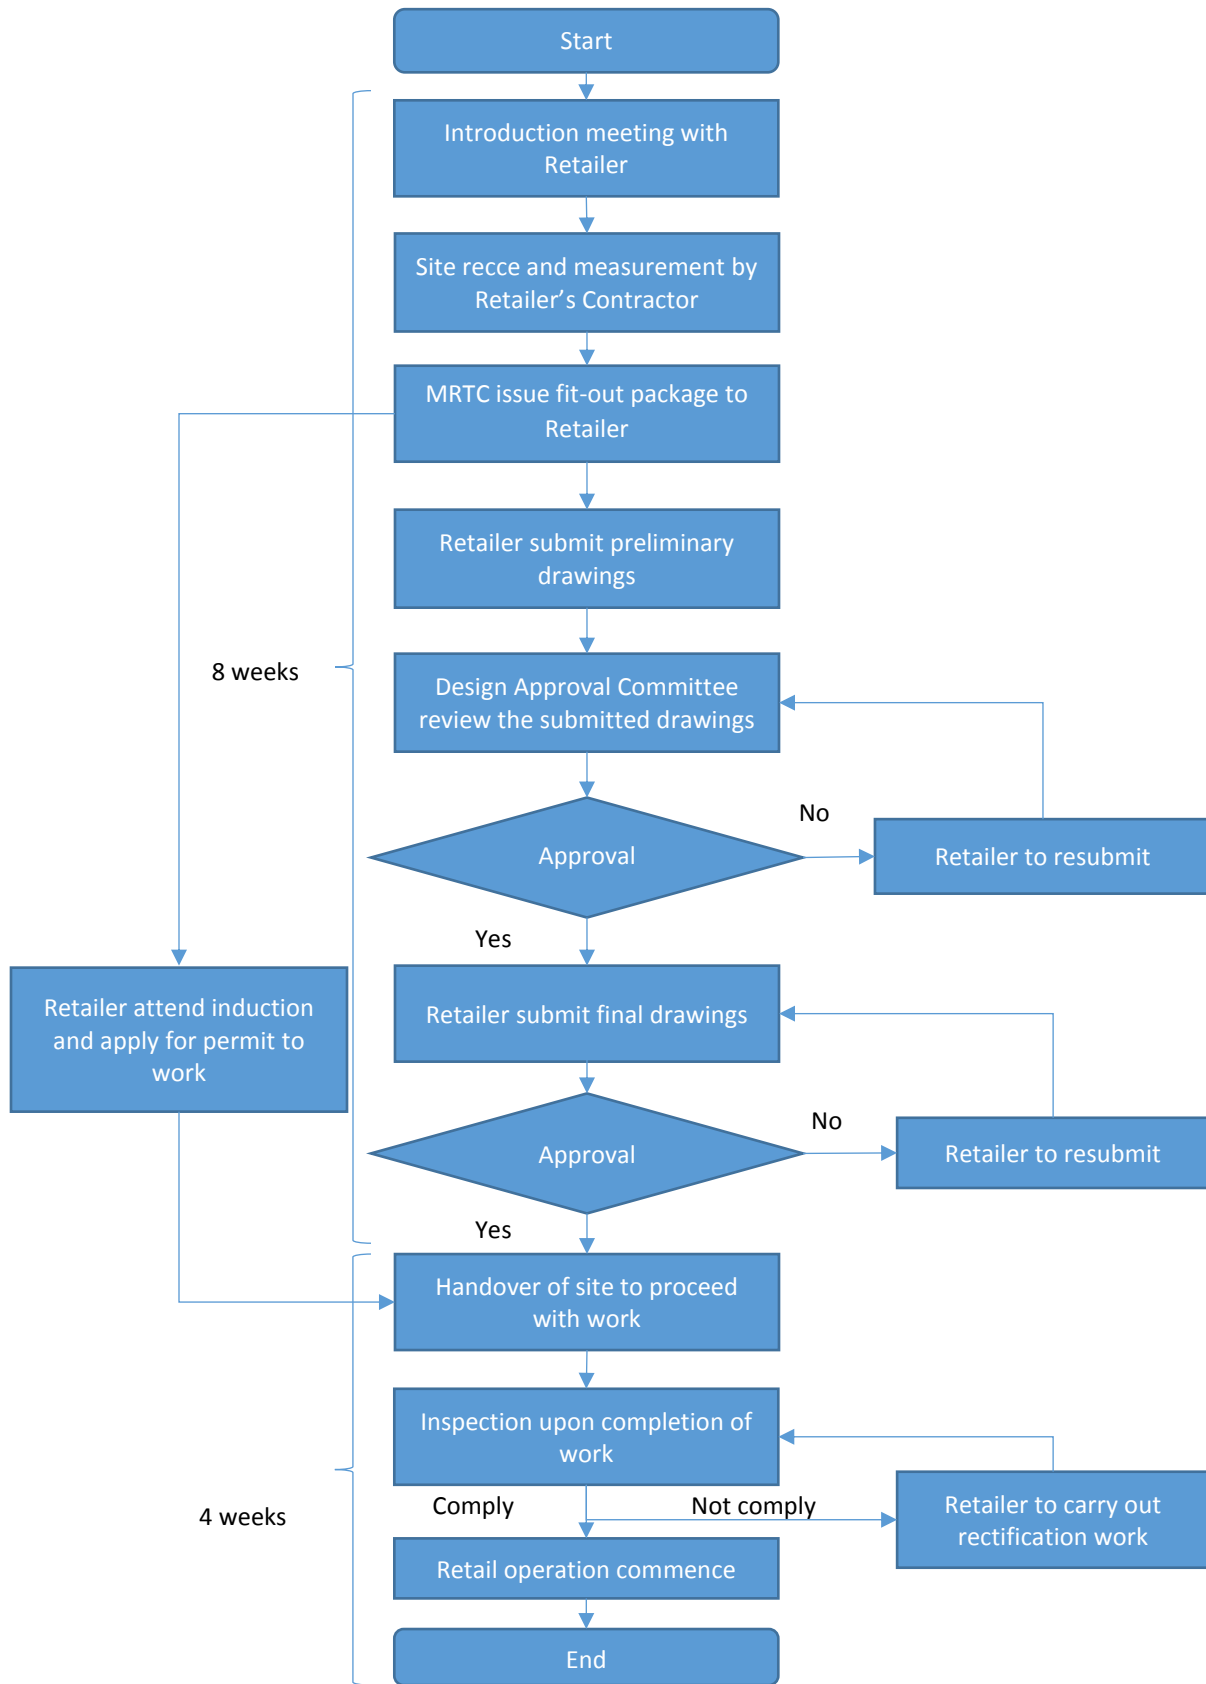 Start
Introduction meeting with
Retailer
Site recce and measurement by
Retailer’s Contractor
MRTC issue fit-out package to
Retailer
Retailer submit preliminary
drawings
8 weeks
Design Approval Committee
review the submitted drawings
No
Approval
Retailer to resubmit
Yes
Retailer attend induction
and apply for permit to
work
Retailer submit final drawings
No
Approval
Retailer to resubmit
Yes
Handover of site to proceed
with work
Inspection upon completion of
work
4 weeks
Comply
Not comply
Retailer to carry out
rectification work
Retail operation commence
End